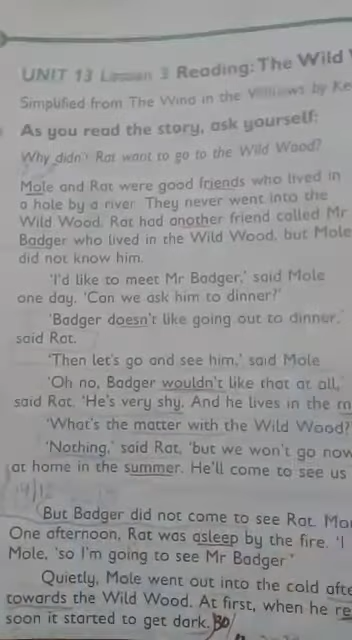 UNIT 13 Lesson 3 Reading: The Wild
Simplified from The Wind in the Willows by Ke
As you read the story, ask yourself:
Why didn't Rat want to go to the Wild Wood?
Mole and Rat were good friends who lived in
a hole by a river. They never went into the
Wild Wood. Rat had another friend called Mr
Badger who lived in the Wild Wood, but Mole
did not know him.
'I'd like to meet Mr Badger,' said Mole
one day. 'Can we ask him to dinner?'
'Badger doesn't like going out to dinner,'
said Rat.
'Then let's go and see him,' said Mole
'Oh no, Badger wouldn't like that at all,'
said Rat. 'He's very shy. And he lives in the m
'What's the matter with the Wild Wood?
'Nothing,' said Rat, 'but we won't go now
at home in the summer. He'll come to see us
But Badger did not come to see Rat. Mo
One afternoon, Rat was asleep by the fire. 'I
Mole, 'so I'm going to see Mr Badger.'
Quietly, Mole went out into the cold afte
towards the Wild Wood. At first, when he re
soon it started to get dark.